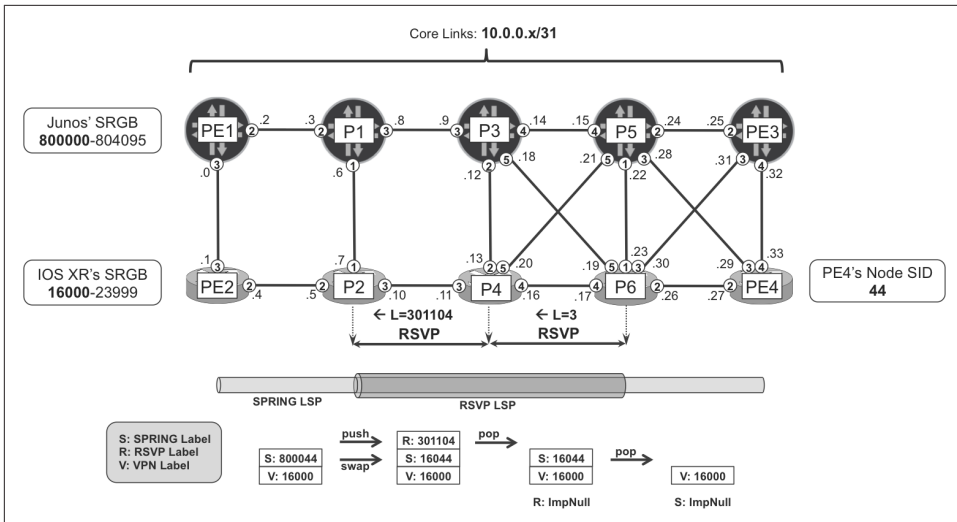 Core Links: 10.0.0.x/31
Junos' SRGB
800000-804095
PE1
P1
P3
P5
PE3
2
.2
.3
2
3
.8
.9
3
4
.14
.15
4
2
.24
.25
2
3
.0
1
.6
2
.12
5
.18
5
.21
1
.22
3
.28
3
.31
4
.32
IOS XR's SRGB
16000-23999
.1
3
.7
1
.13
2
5
.20
.19
5
1
3
.23
.30
.29
3
4
.33
PE2
P2
P4
P6
PE4
2
.4
.5
2
3
.10
.11
3
4
.16
.17
4
2
.26
.27
2
PE4's Node SID
44
← L=301104
RSVP
← L=3
RSVP
SPRING LSP
RSVP LSP
S: SPRING Label
R: RSVP Label
V: VPN Label
S: 800044
V: 16000
push
swap
R: 301104
S: 16044
V: 16000
pop
S: 16044
V: 16000
R: ImpNull
pop
V: 16000
S: ImpNull